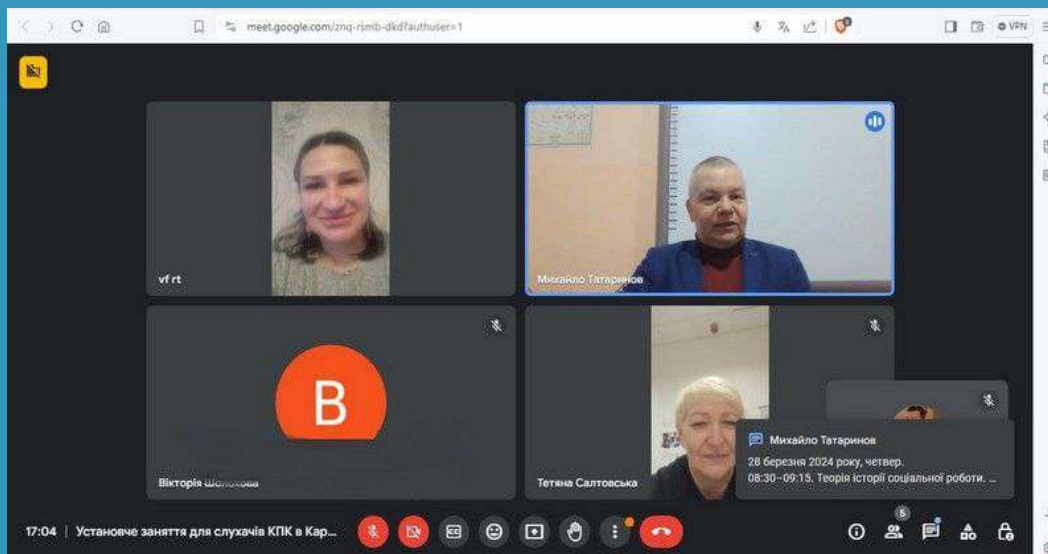 meet.google.com/znq-rsmb-dkd?authuser=1
VPN
vf rt
Михайло Татаринов
В
Вікторія
Тетяна Салтовська
Михайло Татаринов
28 березня 2024 року, четвер.
08:30–09:15. Теорія історії соціальної роботи. ...
5
17:04 | Установче заняття для слухачів КПК в Кар...